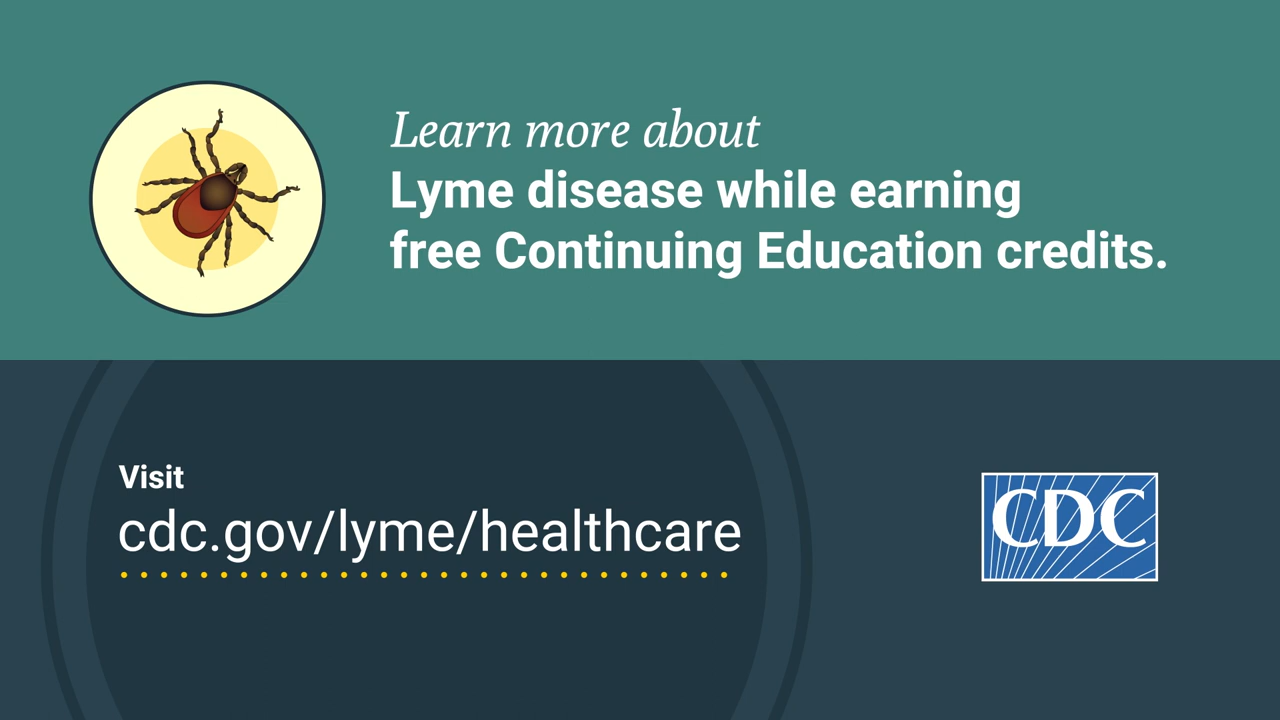 Learn more about
Lyme disease while earning
free Continuing Education credits.
Visit
cdc.gov/lyme/healthcare
CDC